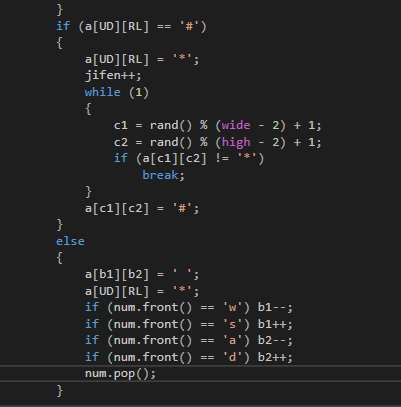 }
if (a[UD][RL] == '#')
{
a[UD][RL] = '*';
jifen++;
while (1)
{
c1 = rand() % (wide - 2) + 1;
c2 = rand() % (high - 2) + 1;
if (a[c1][c2] != '*')
break;
}
a[c1][c2] = '#';
}
else
{
a[b1][b2] = ' ';
a[UD][RL] = '*';
if (num.front() == 'w') b1--;
if (num.front() == 's') b1++;
if (num.front() == 'a') b2--;
if (num.front() == 'd') b2++;
num.pop();
}